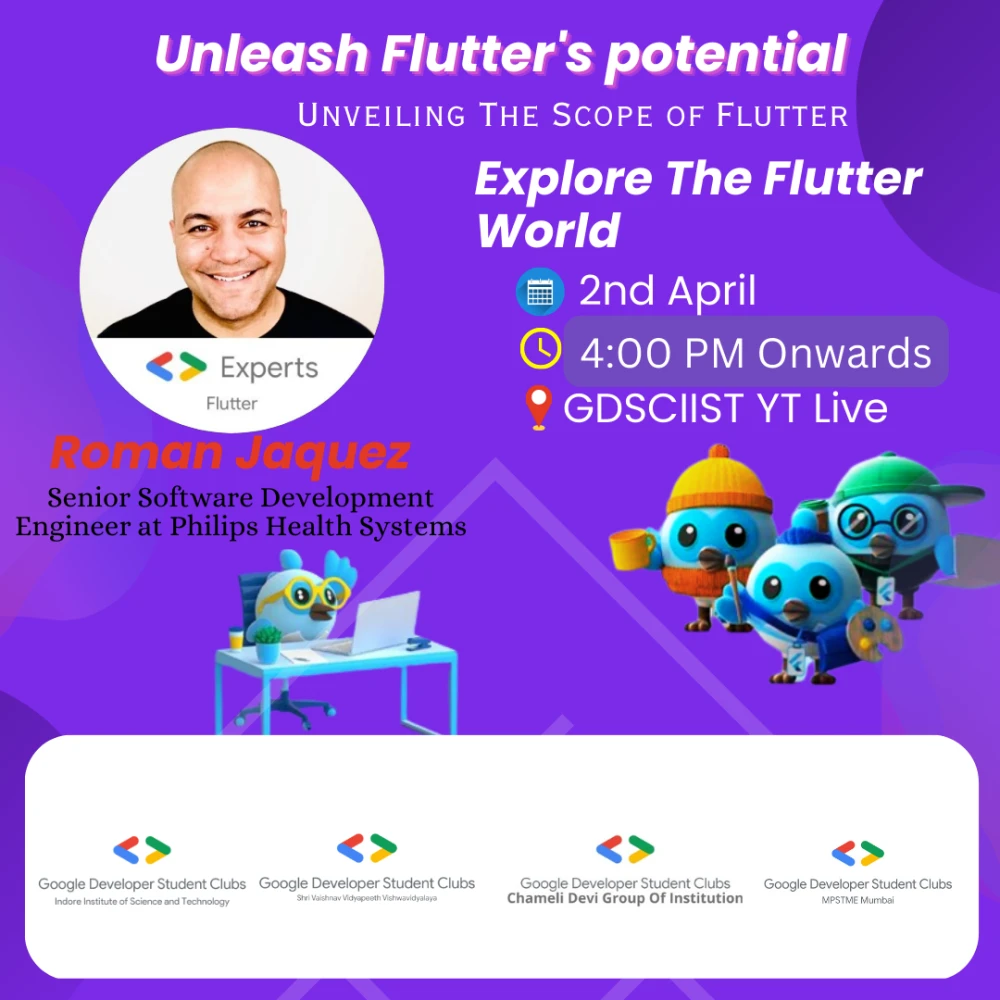 Unleash Flutter's potential
Unveiling The Scope of Flutter
Explore The Flutter
World
2nd April
4:00 PM Onwards
GDSCIIST YT Live
Experts
Flutter
Roman Jaquez
Senior Software Development
Engineer at Philips Health Systems
Google Developer Student Clubs
Indore Institute of Science and Technology
Google Developer Student Clubs
Shri Vaishnav Vidyapeeth Vishwavidyalaya
Google Developer Student Clubs
Chameli Devi Group Of Institution
Google Developer Student Clubs
MPSTME Mumbai